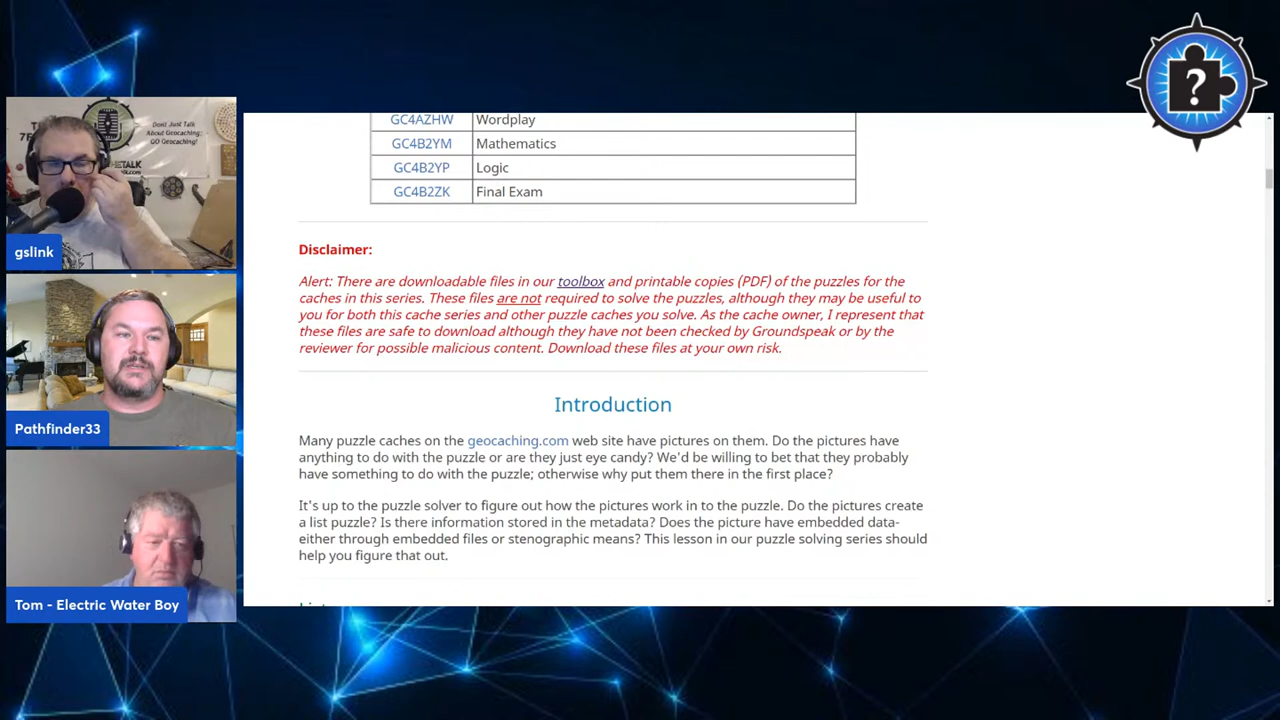 Dont Just Talk
About Geocaching;
GO Geocaching!
gslink
Pathfinder33
Tom - Electric Water Boy
?
GC4AZHW Wordplay
GC4B2YM Mathematics
GC4B2YP Logic
GC4B2ZK Final Exam
Disclaimer:
Alert: There are downloadable files in our toolbox and printable copies (PDF) of the puzzles for the
caches in this series. These files are not required to solve the puzzles, although they may be useful to
you for both this cache series and other puzzle caches you solve. As the cache owner, I represent that
these files are safe to download although they have not been checked by Groundspeak or by the
reviewer for possible malicious content. Download these files at your own risk.
Introduction
Many puzzle caches on the geocaching.com web site have pictures on them. Do the pictures have
anything to do with the puzzle or are they just eye candy? We'd be willing to bet that they probably
have something to do with the puzzle; otherwise why put them there in the first place?
It's up to the puzzle solver to figure out how the pictures work in to the puzzle. Do the pictures create
a list puzzle? Is there information stored in the metadata? Does the picture have embedded data-
either through embedded files or stenographic means? This lesson in our puzzle solving series should
help you figure that out.